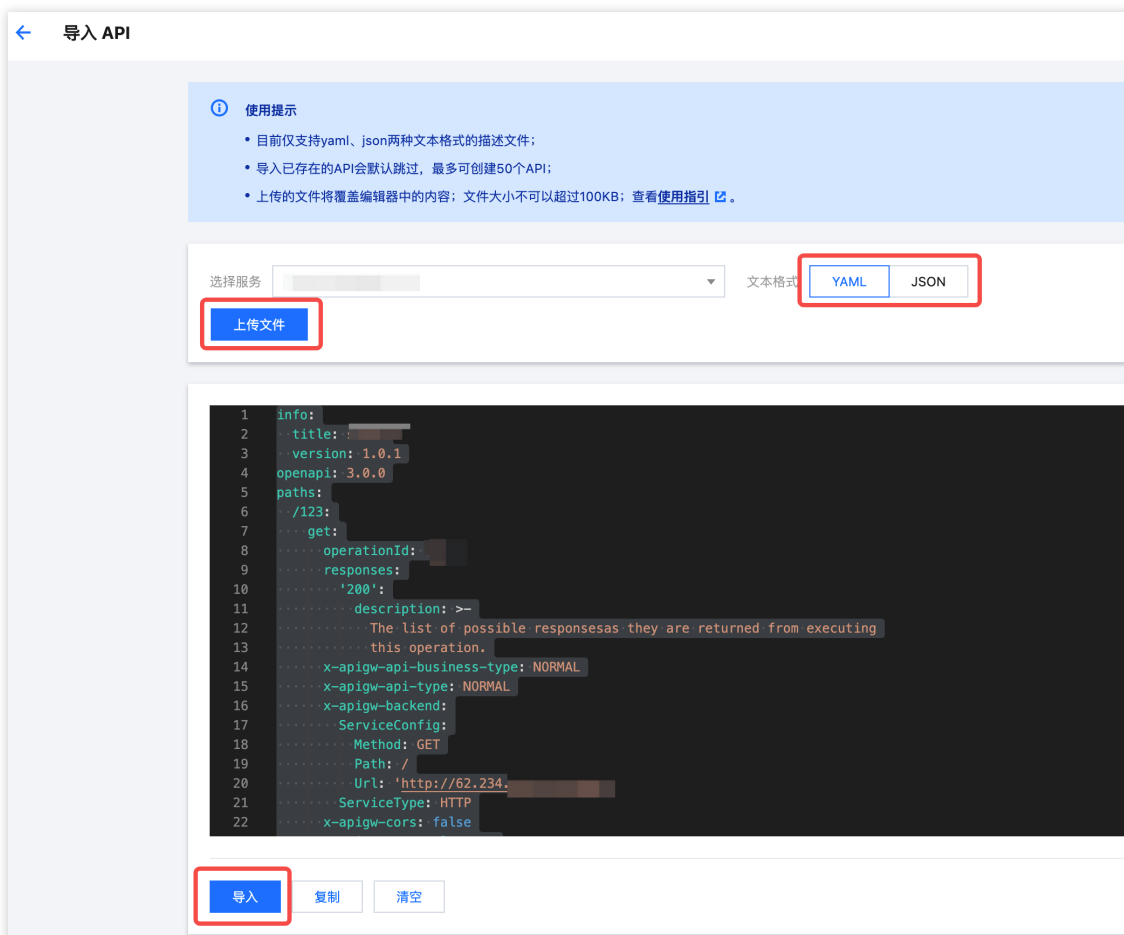 导入 API
使用提示
• 目前仅支持yaml、json两种文本格式的描述文件；
• 导入已存在的API会默认跳过，最多可创建50个API；
• 上传的文件将覆盖编辑器中的内容；文件大小不可以超过100KB；查看使用指引 。
选择服务 文本格式 YAML JSON
上传文件
1 info:
2 title:
3 version: 1.0.1
4 openapi: 3.0.0
5 paths:
6 /123:
7 get:
8 operationId:
9 responses:
10 '200':
11 description: >-
12 The list of possible responsesas they are returned from executing
13 this operation.
14 x-apigw-api-business-type: NORMAL
15 x-apigw-api-type: NORMAL
16 x-apigw-backend:
17 ServiceConfig:
18 Method: GET
19 Path: /
20 Url: 'http://62.234.
21 ServiceType: HTTP
22 x-apigw-cors: false
导入 复制 清空